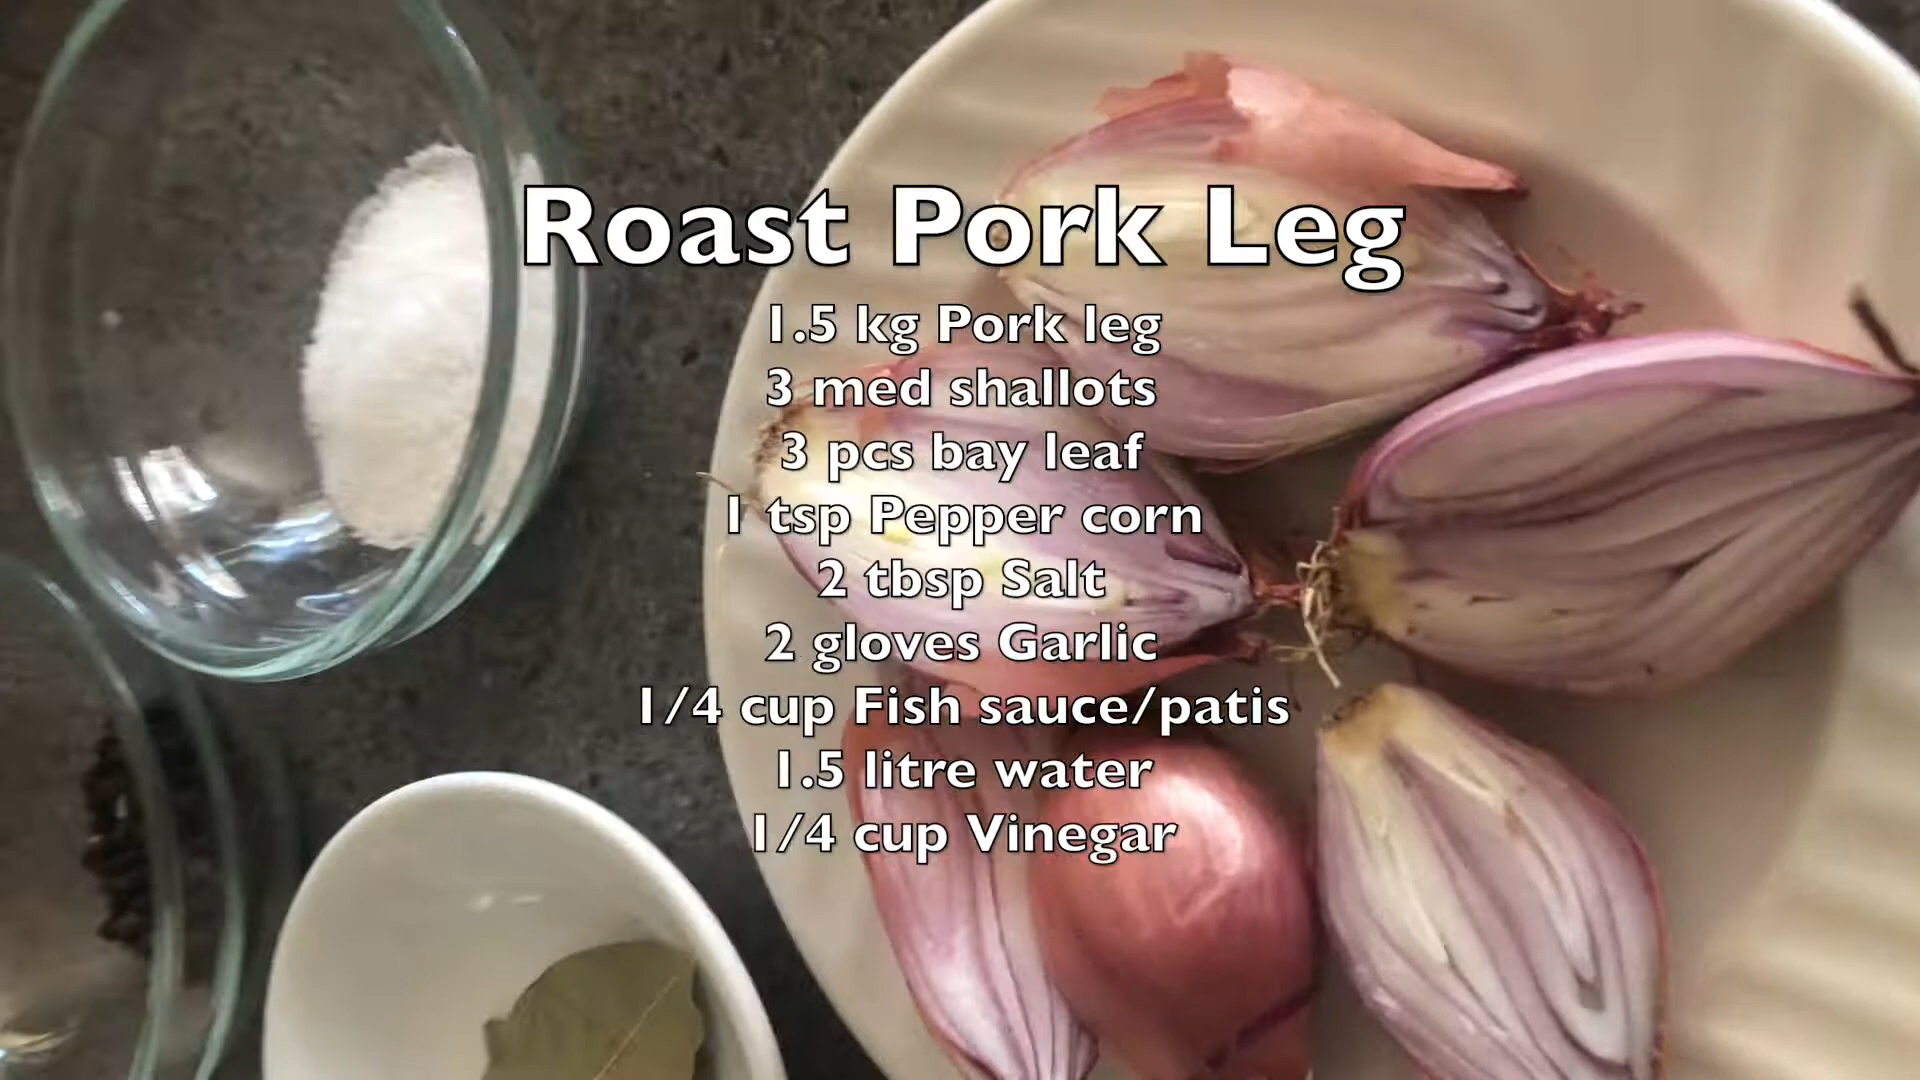 Roast Pork Leg
1.5 kg Pork leg
3 med shallots
3 pcs bay leaf
1 tsp Pepper corn
2 tbsp Salt
2 gloves Garlic
1/4 cup Fish sauce/patis
1.5 litre water
1/4 cup Vinegar